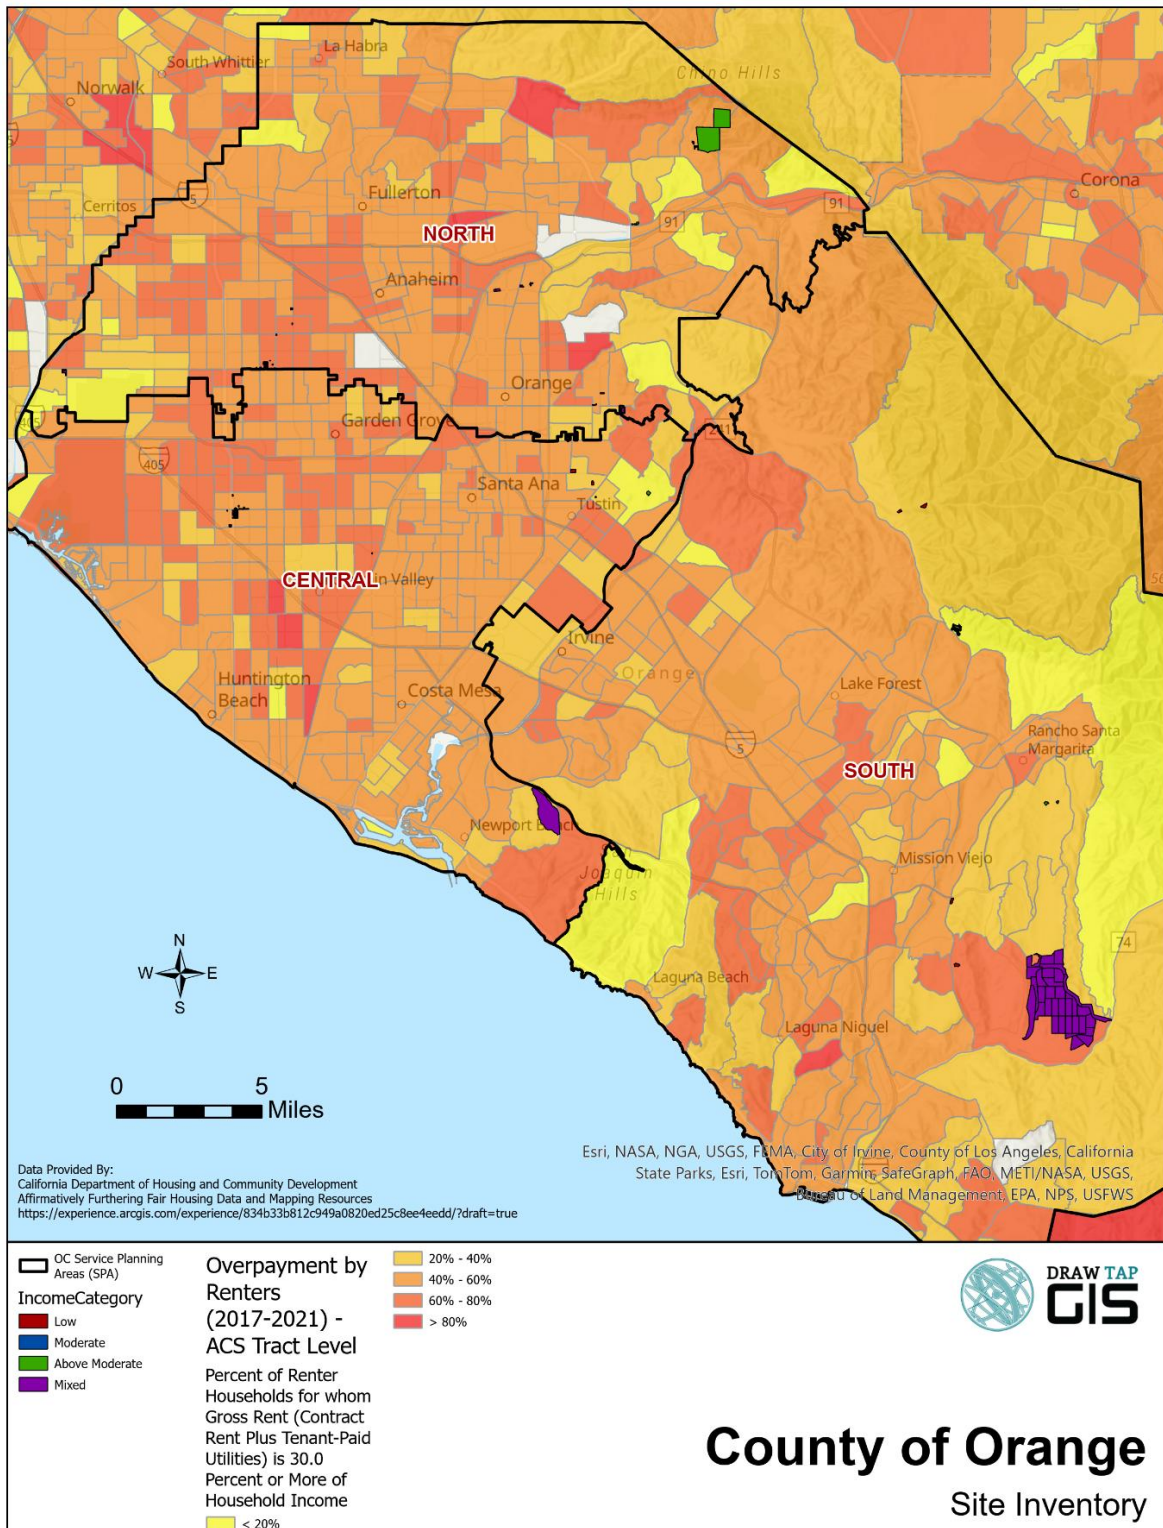 Chino Hills
La Habra
South Whittier
Norwalk
Corona
Cerritos
5
Fullerton
91
91
NORTH
Anaheim
Orange
405
Garden Grove
241
405
Santa Ana
Tustin
CENTRAL
in Valley
Irvine
Orange
Huntington
Beach
Costa Mesa
Lake Forest
5
Rancho Santa
Margarita
SOUTH
Newport Beach
Mission Viejo
Joaquin
Hills
74
N
W E
S
Laguna Beach
Laguna Niguel
0 5
Miles
Esri, NASA, NGA, USGS, FEMA, City of Irvine, County of Los Angeles, California
State Parks, Esri, TomTom, Garmin, SafeGraph, FAO, METI/NASA, USGS,
Bureau of Land Management, EPA, NPS, USFWS
Data Provided By:
California Department of Housing and Community Development
Affirmatively Furthering Fair Housing Data and Mapping Resources
https://experience.arcgis.com/experience/834b33b812c949a0820ed25c8ee4eedd/?draft=true
OC Service Planning
Areas (SPA)
IncomeCategory
Low
Moderate
Above Moderate
Mixed
Overpayment by
Renters
(2017-2021) -
ACS Tract Level
Percent of Renter
Households for whom
Gross Rent (Contract
Rent Plus Tenant-Paid
Utilities) is 30.0
Percent or More of
Household Income
< 20%
20% - 40%
40% - 60%
60% - 80%
> 80%
DRAW TAP
GIS
County of Orange
Site Inventory